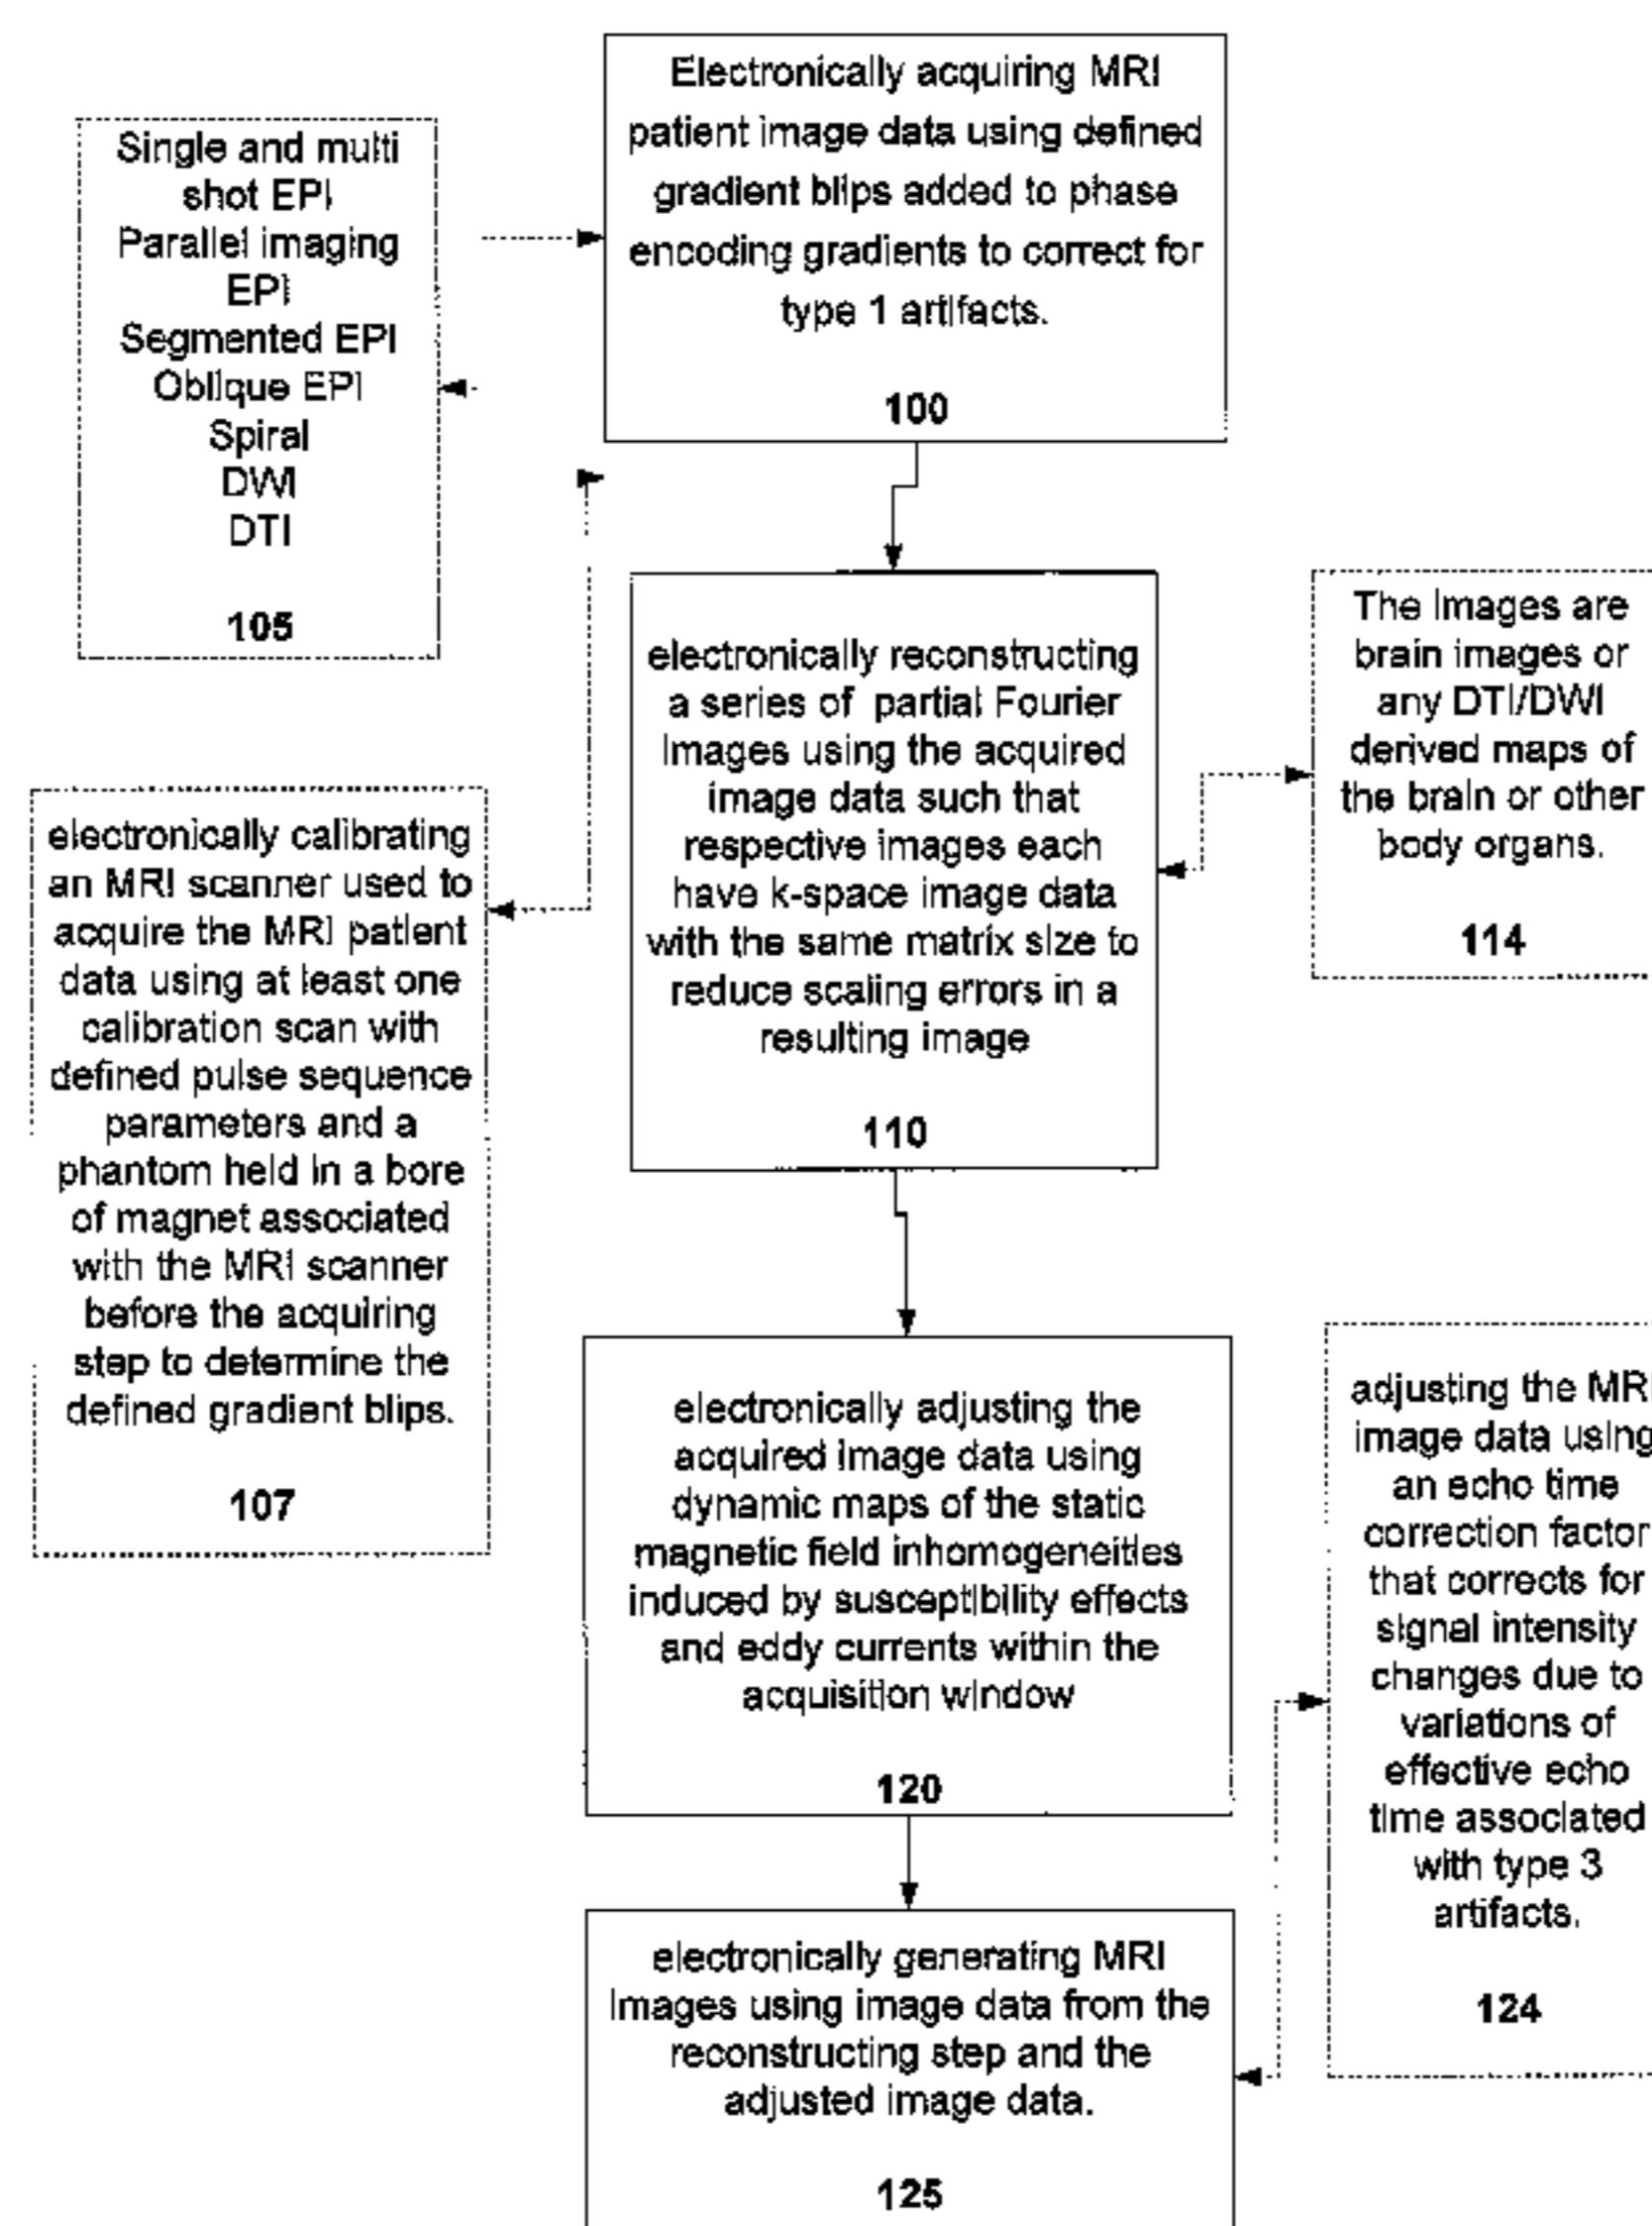 Electronically acquiring MRI
patient image data using defined
gradient blips added to phase
encoding gradients to correct for
type 1 artifacts.
100
Single and multi
shot EPI
Parallel imaging
EPI
Segmented EPI
Oblique EPI
Spiral
DWI
DTI
105
electronically reconstructing
a series of partial Fourier
Images using the acquired
image data such that
respective images each
have k-space image data
with the same matrix size to
reduce scaling errors in a
resulting image
110
The Images are
brain images or
any DTI/DWI
derived maps of
the brain or other
body organs.
114
electronically calibrating
an MRI scanner used to
acquire the MRI patient
data using at least one
calibration scan with
defined pulse sequence
parameters and a
phantom held in a bore
of magnet associated
with the MRI scanner
before the acquiring
step to determine the
defined gradient blips.
107
electronically adjusting the
acquired image data using
dynamic maps of the static
magnetic field inhomogeneities
induced by susceptibility effects
and eddy currents within the
acquisition window
120
adjusting the MRI
image data using
an echo time
correction factor
that corrects for
signal intensity
changes due to
variations of
effective echo
time associated
with type 3
artifacts.
124
electronically generating MRI
Images using image data from the
reconstructing step and the
adjusted image data.
125